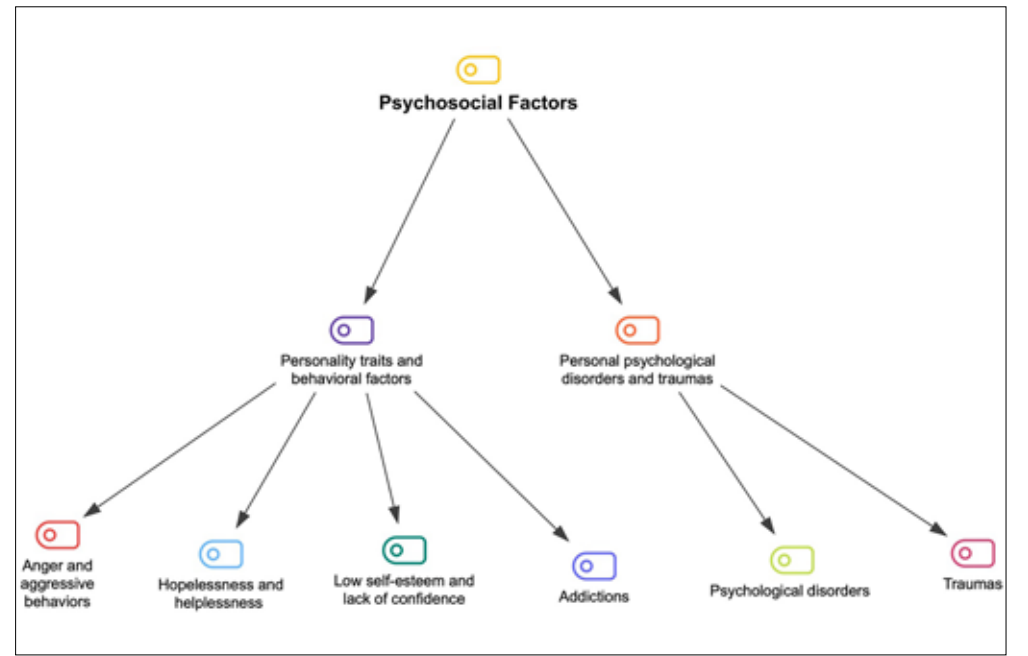 Psychosocial Factors
Personality traits and
behavioral factors
Personal psychological
disorders and traumas
Anger and
aggressive
behaviors
Hopelessness and
helplessness
Low self-esteem and
lack of confidence
Addictions
Psychological disorders
Traumas